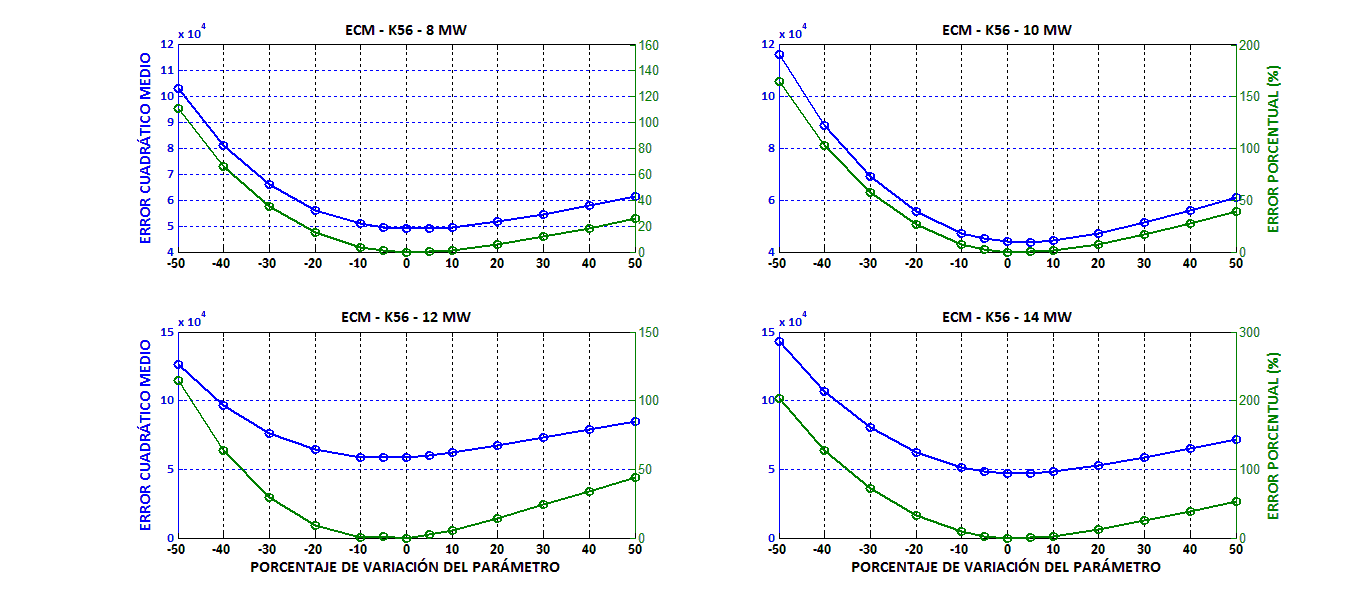 ECM - K56 - 8 MW
x 10^4
12
11
10
9
8
7
6
5
4
ERROR CUADRÁTICO MEDIO
160
140
120
100
80
60
40
20
0
-50 -40 -30 -20 -10 0 10 20 30 40 50
ECM - K56 - 10 MW
x 10^4
12
10
8
6
4
200
150
100
50
0
ERROR PORCENTUAL (%)
-50 -40 -30 -20 -10 0 10 20 30 40 50
ECM - K56 - 12 MW
x 10^4
15
10
5
0
ERROR CUADRÁTICO MEDIO
150
100
50
0
-50 -40 -30 -20 -10 0 10 20 30 40 50
PORCENTAJE DE VARIACIÓN DEL PARÁMETRO
ECM - K56 - 14 MW
x 10^4
15
10
5
0
300
200
100
0
ERROR PORCENTUAL (%)
-50 -40 -30 -20 -10 0 10 20 30 40 50
PORCENTAJE DE VARIACIÓN DEL PARÁMETRO